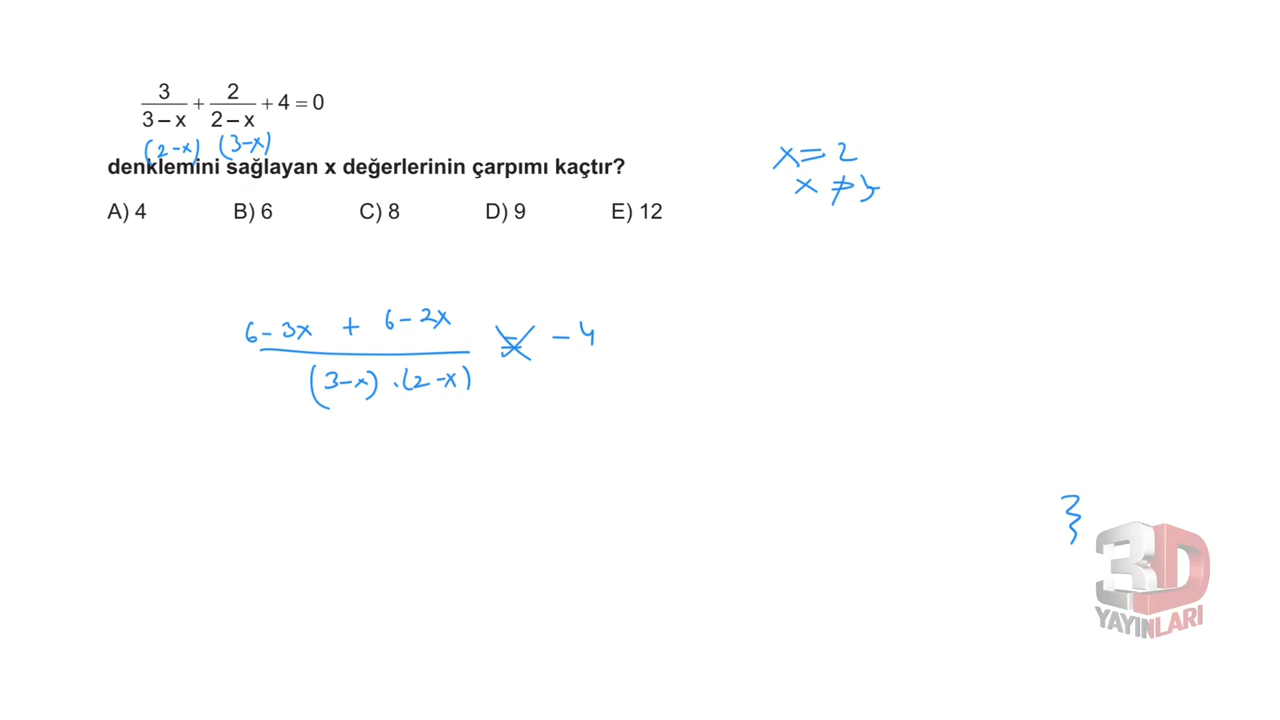 3/(3 – x) + 2/(2 – x) + 4 = 0
(2-x) (3-x)
denklemini sağlayan x değerlerinin çarpımı kaçtır?
A) 4 B) 6 C) 8 D) 9 E) 12
x = 2
x ≠ 3
6 - 3x + 6 - 2x = - 4
(3-x) . (2-x)
3
3D
YAYINLARI